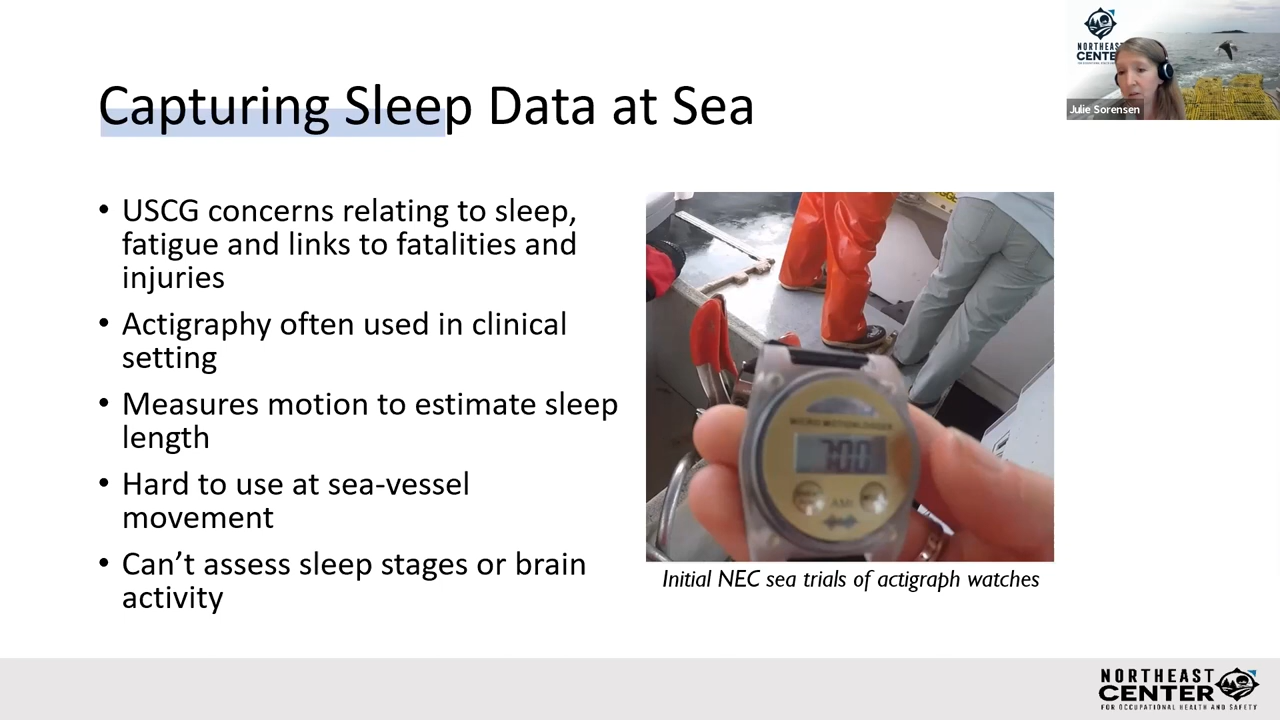 Capturing Sleep Data at Sea
NORTHEAST
CENTER
Julie Sorensen
• USCG concerns relating to sleep,
fatigue and links to fatalities and
injuries
• Actigraphy often used in clinical
setting
• Measures motion to estimate sleep
length
• Hard to use at sea-vessel
movement
• Can’t assess sleep stages or brain
activity
MICRO MOTIONLOGGER
7:00
AMI
Initial NEC sea trials of actigraph watches
NORTHEAST
CENTER
FOR OCCUPATIONAL HEALTH AND SAFETY